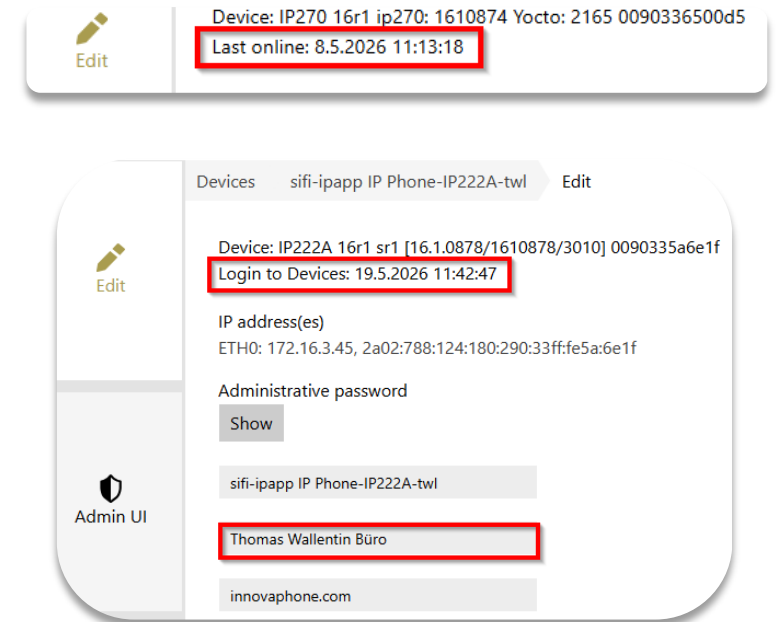 Device: IP270 16r1 ip270: 1610874 Yocto: 2165 0090336500d5
Last online: 8.5.2026 11:13:18
Edit
Devices sifi-ipapp IP Phone-IP222A-twl Edit
Device: IP222A 16r1 sr1 [16.1.0878/1610878/3010] 0090335a6e1f
Login to Devices: 19.5.2026 11:42:47
Edit
IP address(es)
ETH0: 172.16.3.45, 2a02:788:124:180:290:33ff:fe5a:6e1f
Administrative password
Show
sifi-ipapp IP Phone-IP222A-twl
Admin UI
Thomas Wallentin Büro
innovaphone.com